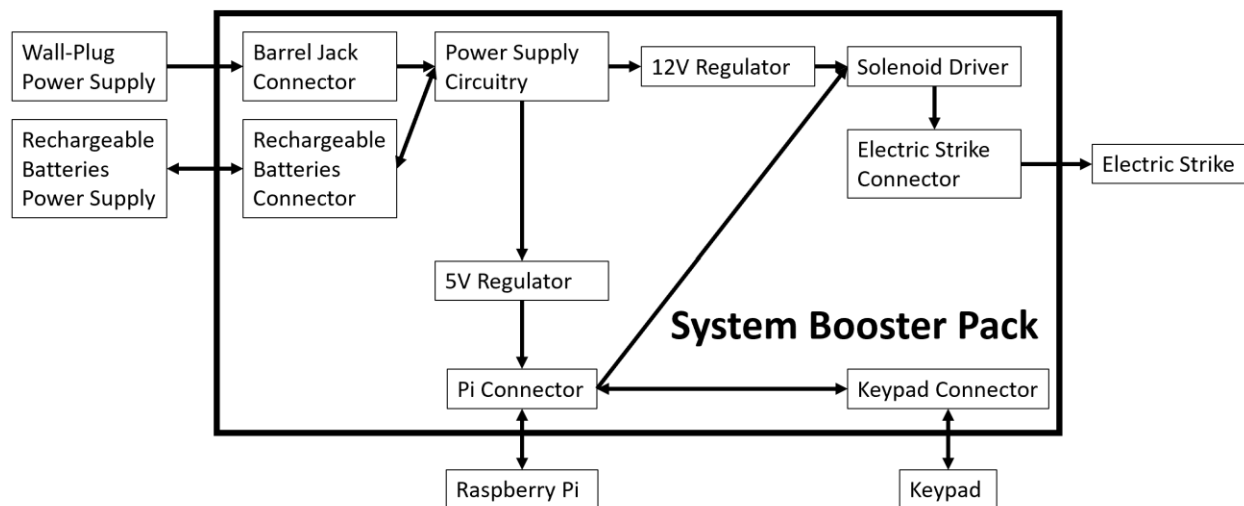 Wall-Plug
Power Supply
Barrel Jack
Connector
Power Supply
Circuitry
12V Regulator
Solenoid Driver
Rechargeable
Batteries
Power Supply
Rechargeable
Batteries
Connector
Electric Strike
Connector
Electric Strike
5V Regulator
System Booster Pack
Pi Connector
Keypad Connector
Raspberry Pi
Keypad